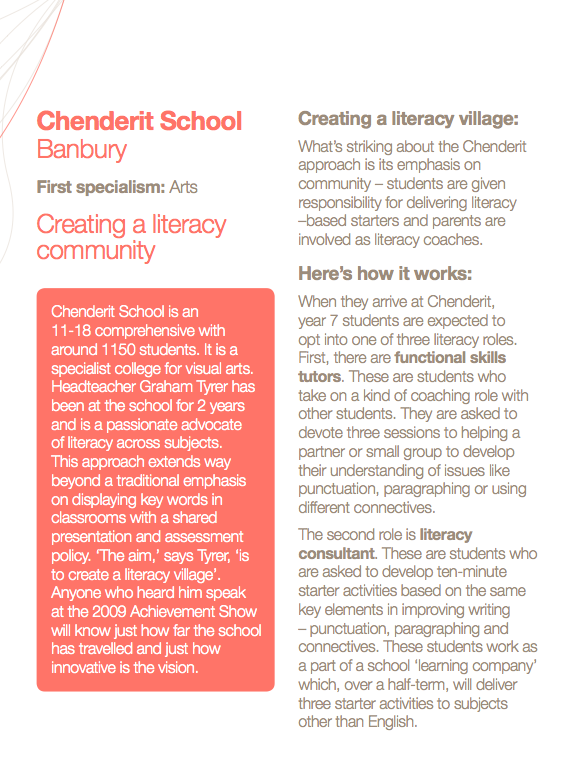 Chenderit School
Banbury
First specialism: Arts
Creating a literacy
community
Chenderit School is an
11-18 comprehensive with
around 1150 students. It is a
specialist college for visual arts.
Headteacher Graham Tyrer has
been at the school for 2 years
and is a passionate advocate
of literacy across subjects.
This approach extends way
beyond a traditional emphasis
on displaying key words in
classrooms with a shared
presentation and assessment
policy. ‘The aim,’ says Tyrer, ‘is
to create a literacy village’.
Anyone who heard him speak
at the 2009 Achievement Show
will know just how far the school
has travelled and just how
innovative is the vision.
Creating a literacy village:
What’s striking about the Chenderit
approach is its emphasis on
community – students are given
responsibility for delivering literacy
–based starters and parents are
involved as literacy coaches.
Here’s how it works:
When they arrive at Chenderit,
year 7 students are expected to
opt into one of three literacy roles.
First, there are functional skills
tutors. These are students who
take on a kind of coaching role with
other students. They are asked to
devote three sessions to helping a
partner or small group to develop
their understanding of issues like
punctuation, paragraphing or using
different connectives.
The second role is literacy
consultant. These are students who
are asked to develop ten-minute
starter activities based on the same
key elements in improving writing
– punctuation, paragraphing and
connectives. These students work as
a part of a school ‘learning company’
which, over a half-term, will deliver
three starter activities to subjects
other than English.